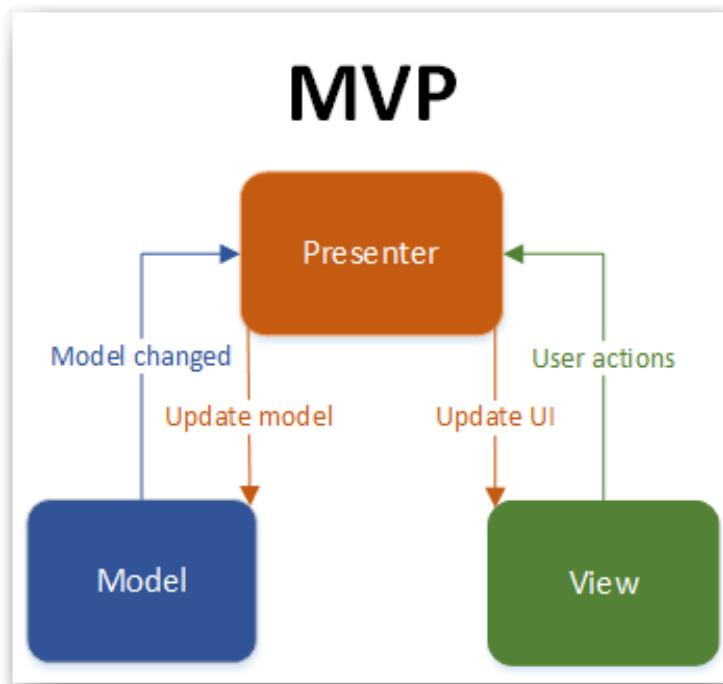 MVP
Presenter
Model changed
User actions
Update model
Update UI
Model
View